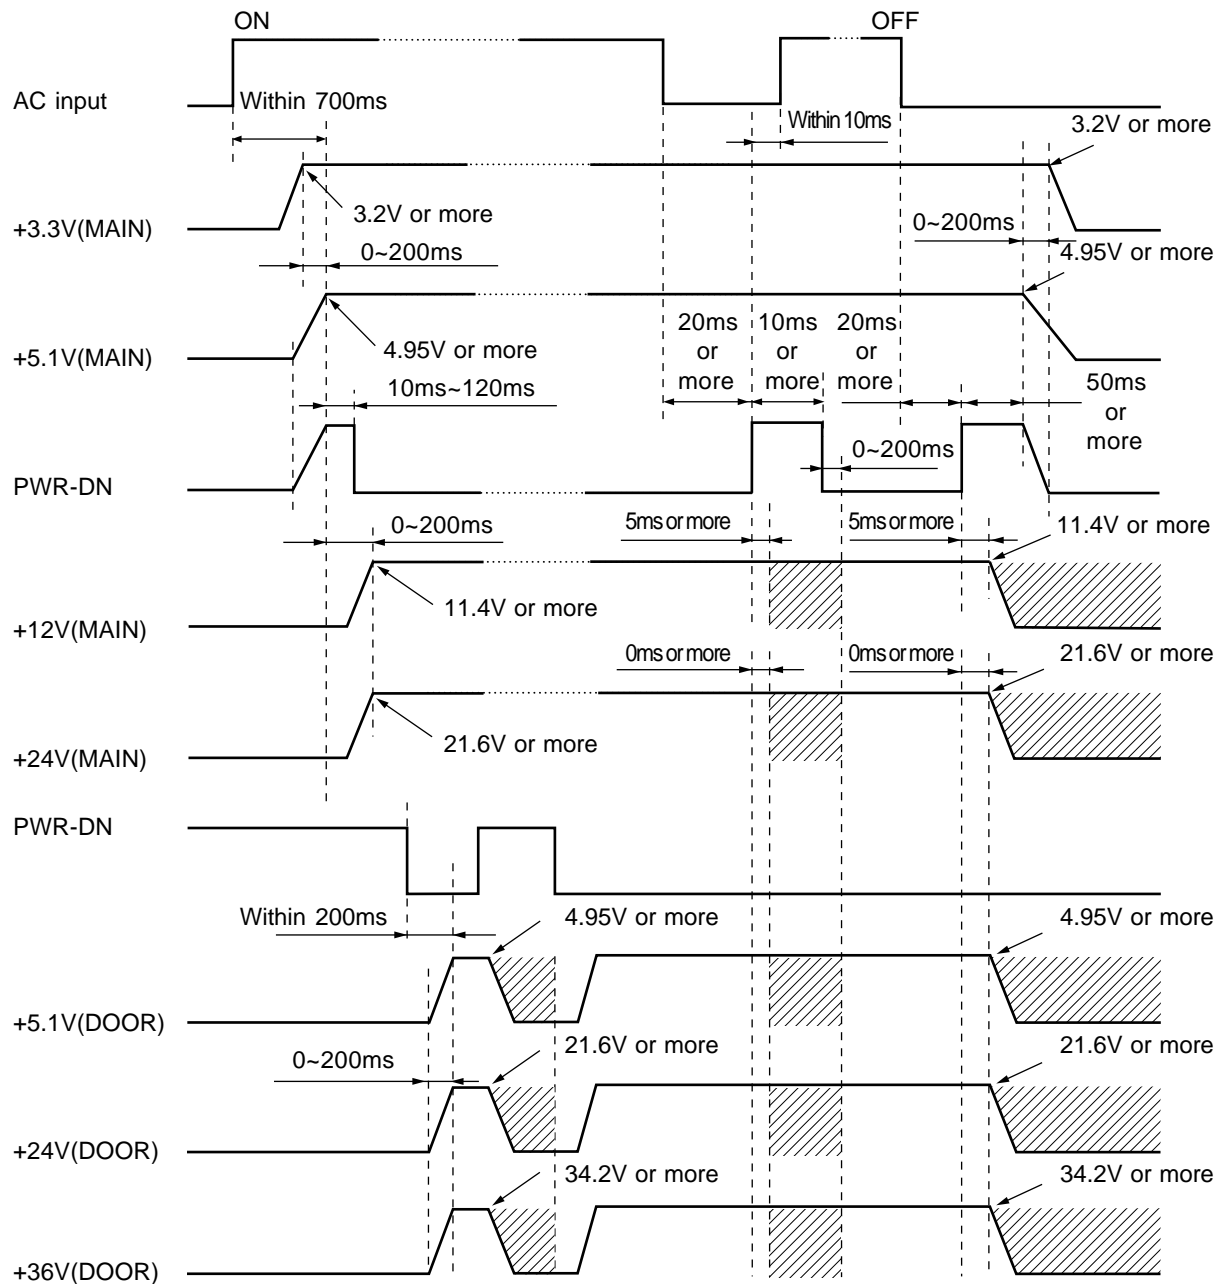 ON
OFF
AC input
Within 700ms
Within 10ms
3.2V or more
3.2V or more
+3.3V(MAIN)
0~200ms
0~200ms
4.95V or more
4.95V or more
+5.1V(MAIN)
20ms
or
more
10ms
or
more
20ms
or
more
10ms~120ms
50ms
or
more
0~200ms
PWR-DN
0~200ms
5ms or more
5ms or more
11.4V or more
11.4V or more
+12V(MAIN)
0ms or more
0ms or more
21.6V or more
21.6V or more
+24V(MAIN)
PWR-DN
Within 200ms
4.95V or more
4.95V or more
+5.1V(DOOR)
0~200ms
21.6V or more
21.6V or more
+24V(DOOR)
34.2V or more
34.2V or more
+36V(DOOR)